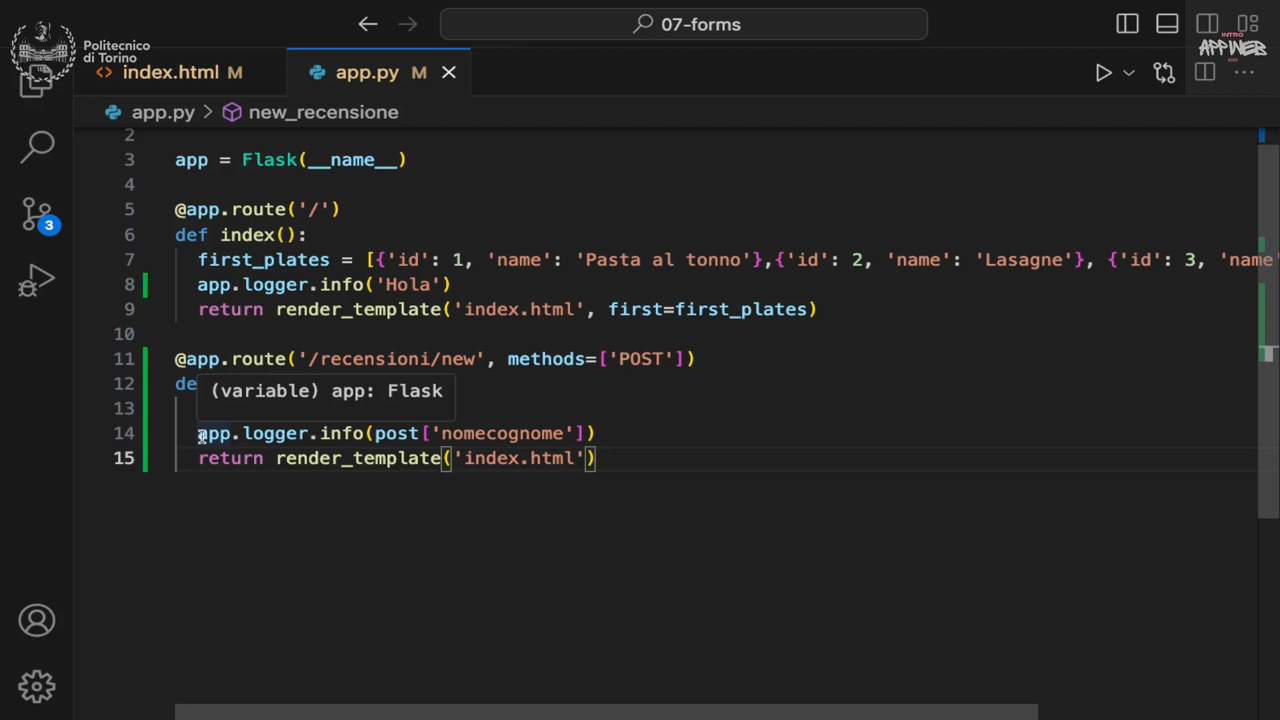 07-forms
Politecnico
di Torino
INTRO
APPWEB
index.html M
app.py M
app.py > new_recensione
2
3 app = Flask(__name__)
4
5 @app.route('/')
6 def index():
7 first_plates = [{'id': 1, 'name': 'Pasta al tonno'},{'id': 2, 'name': 'Lasagne'}, {'id': 3, 'name'
8 app.logger.info('Hola')
9 return render_template('index.html', first=first_plates)
10
11 @app.route('/recensioni/new', methods=['POST'])
12 de
(variable) app: Flask
13
14 app.logger.info(post['nomecognome'])
15 return render_template('index.html')
3